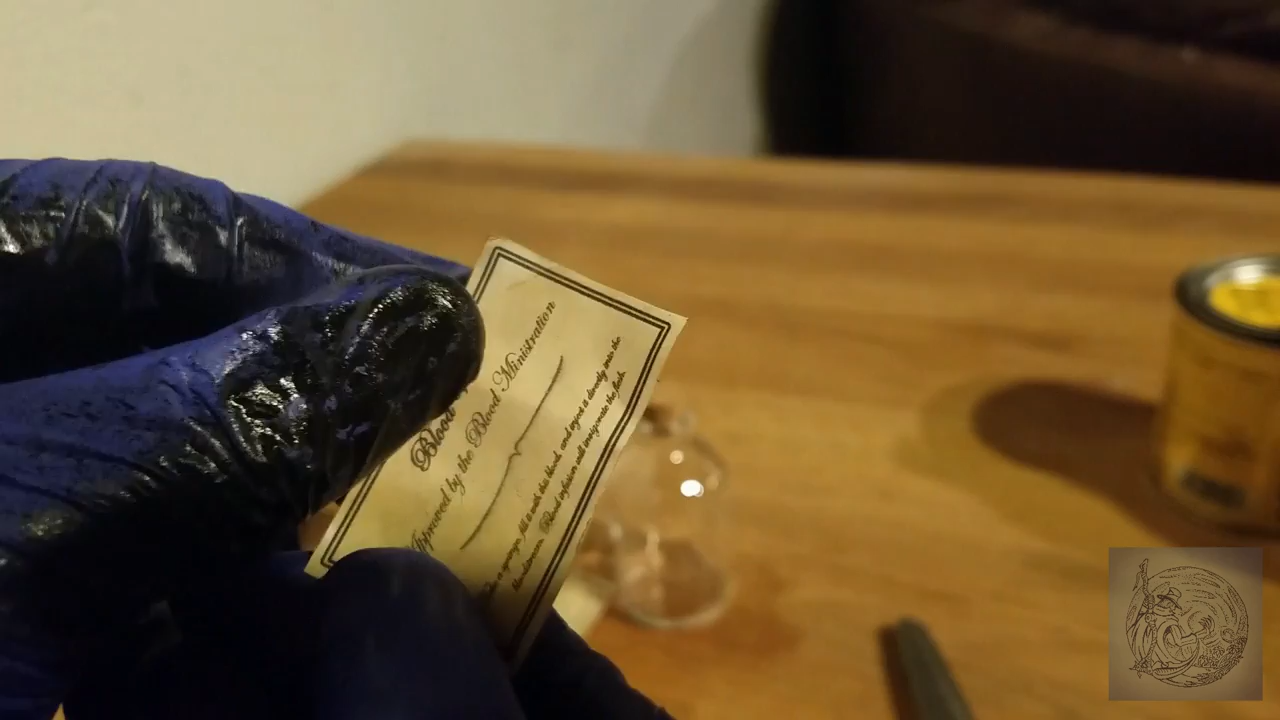 Blood
Approved by the Blood Ministration
a syringe, fill it with this blood, and inject it directly into the
bloodstream. Blood infusion will invigorate the flesh.